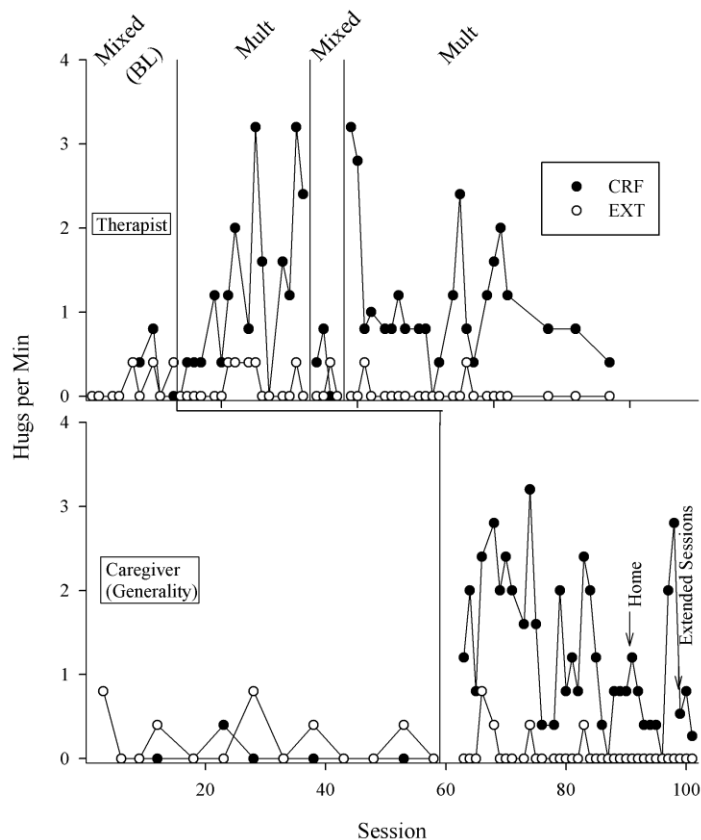 Mixed
(BL)
Mult
Mixed
Mult
4
3
2
1
0
CRF
EXT
Therapist
Hugs per Min
4
3
2
1
0
Caregiver
(Generality)
Home
Extended Sessions
20
40
60
80
100
Session